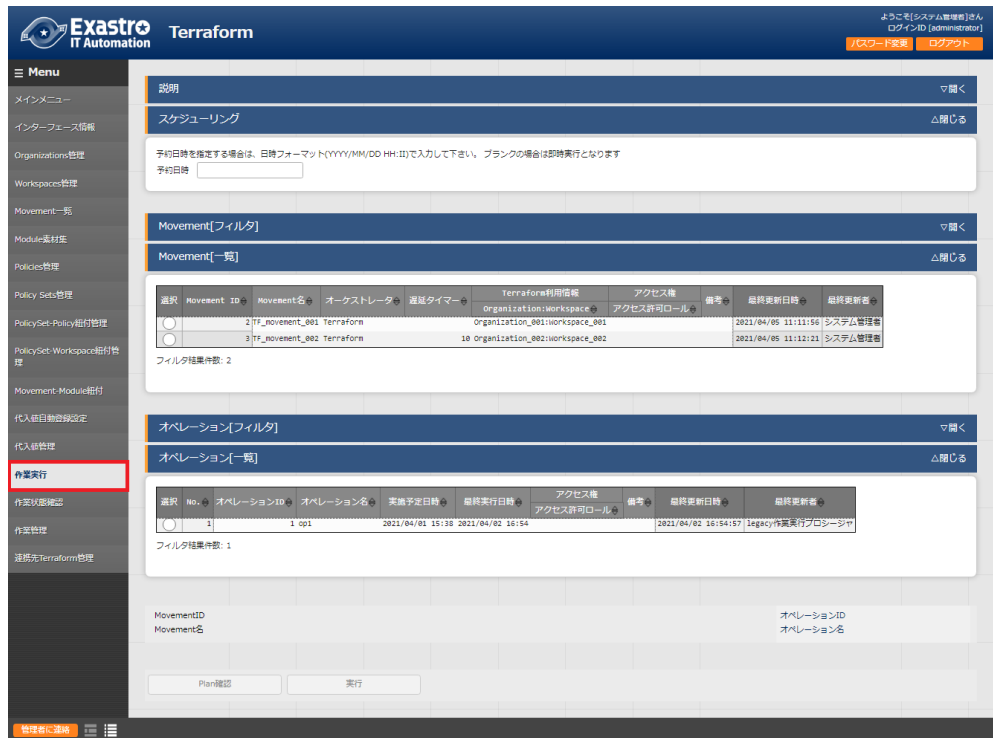 Exastro
IT Automation
Terraform
ようこそ[システム管理者]さん
ログインID [administrator]
パスワード変更
ログアウト
Menu
メインメニュー
インターフェース情報
Organizations管理
Workspaces管理
Movement一覧
Module素材集
Policies管理
Policy Sets管理
PolicySet-Policy紐付管理
PolicySet-Workspace紐付管
理
Movement-Module紐付
代入値自動登録設定
代入値管理
作業実行
作業状態確認
作業管理
連携先Terraform管理
説明
▽開く
スケジューリング
△閉じる
予約日時を指定する場合は、日時フォーマット(YYYY/MM/DD HH:II)で入力して下さい。 ブランクの場合は即時実行となります
予約日時
Movement[フィルタ]
▽開く
Movement[一覧]
△閉じる
選択 Movement ID Movement名 オーケストレータ 遅延タイマー Terraform利用情報 アクセス権 備考 最終更新日時 最終更新者
Organization:Workspace アクセス許可ロール
2 TF_movement_001 Terraform Organization_001:workspace_001 2021/04/05 11:11:56 システム管理者
3 TF_movement_002 Terraform 10 Organization_002:workspace_002 2021/04/05 11:12:21 システム管理者
フィルタ結果件数: 2
オペレーション[フィルタ]
▽開く
オペレーション[一覧]
△閉じる
選択 No. オペレーションID オペレーション名 実施予定日時 最終実行日時 アクセス権 備考 最終更新日時 最終更新者
アクセス許可ロール
1 1 op1 2021/04/01 15:38 2021/04/02 16:54 2021/04/02 16:54:57 legacy作業実行プロシージャ
フィルタ結果件数: 1
MovementID
オペレーションID
Movement名
オペレーション名
Plan確認
実行
管理者に連絡